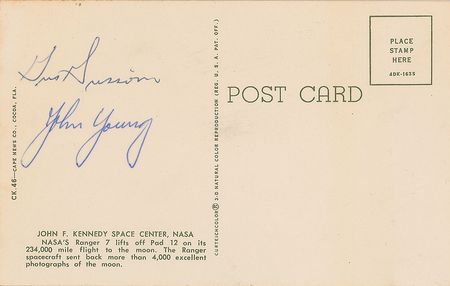 Gus Grissom
John Young
CK.46—CAPE NEWS CO., COCOA, FLA.
JOHN F. KENNEDY SPACE CENTER, NASA
NASA'S Ranger 7 lifts off Pad 12 on its
234,000 mile flight to the moon. The Ranger
spacecraft sent back more than 4,000 excellent
photographs of the moon.
CURTEICHCOLOR® 3-D NATURAL COLOR REPRODUCTION (REG. U. S. A. PAT. OFF.)
POST CARD
PLACE
STAMP
HERE
4DK-1635